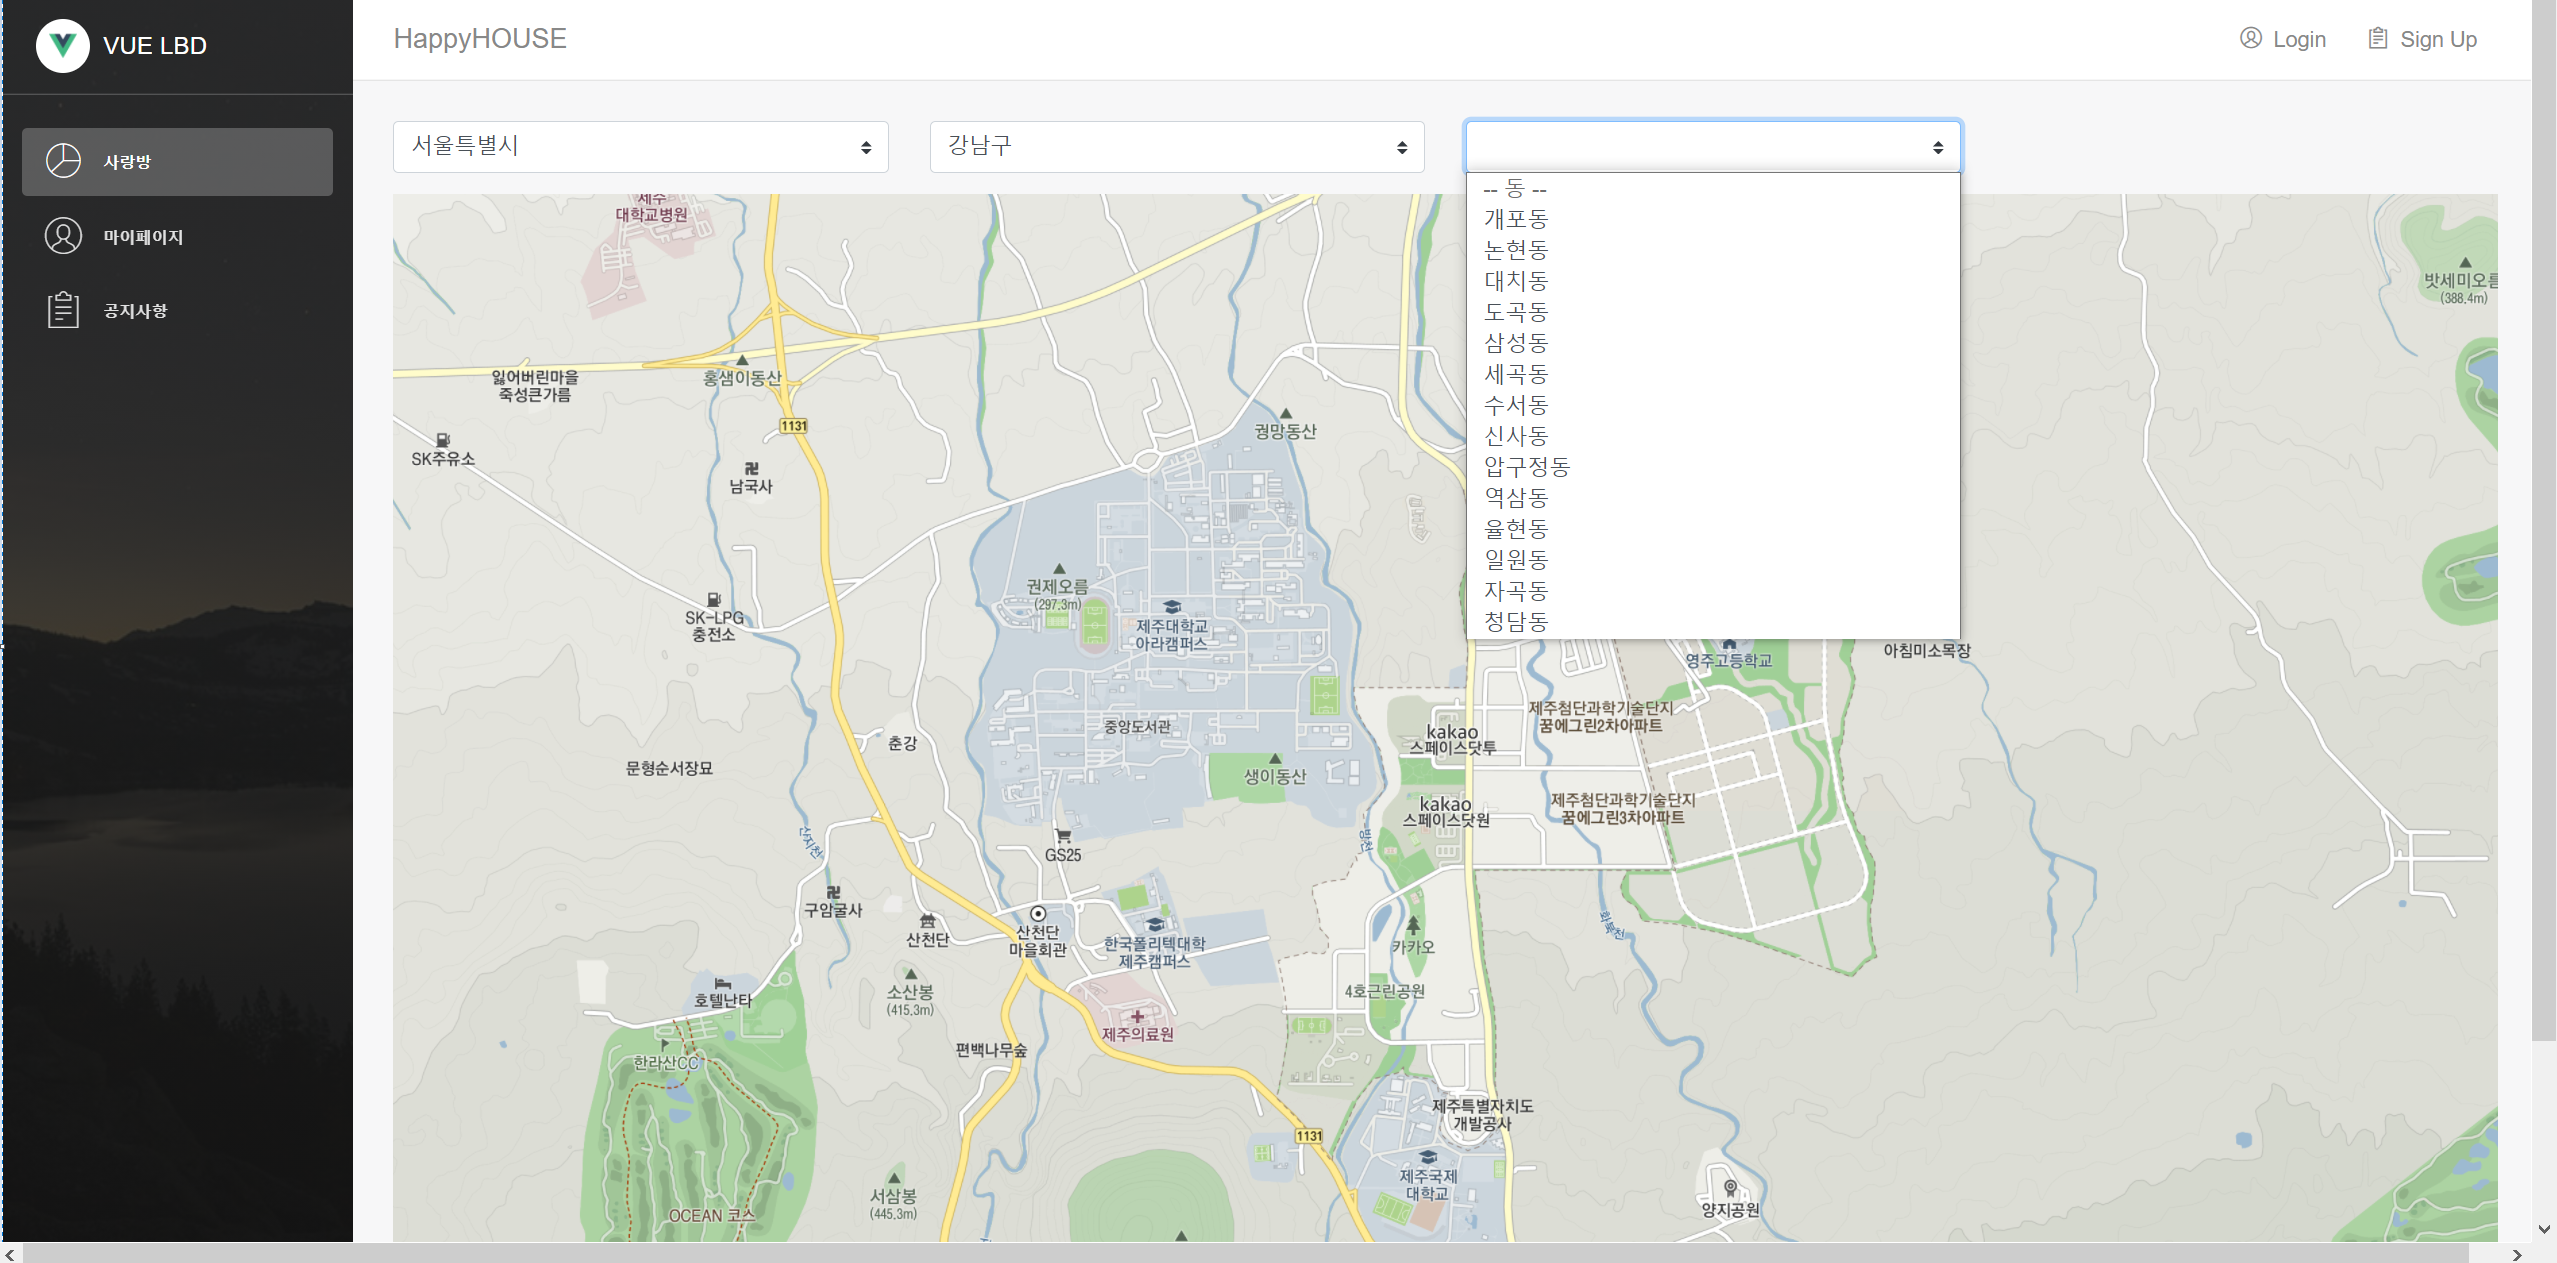 VUE LBD
HappyHOUSE
Login
Sign Up
사랑방
마이페이지
공지사항
서울특별시
강남구
-- 동 --
개포동
논현동
대치동
도곡동
삼성동
세곡동
수서동
신사동
압구정동
역삼동
율현동
일원동
자곡동
청담동
제주
대학교병원
밧세미오름
(388.4m)
잃어버린마을
죽성큰가름
홍샘이동산
1131
궝망동산
SK주유소
남국사
권제오름
(297.3m)
제주대학교
아라캠퍼스
SK-LPG
충전소
영주고등학교
아침미소목장
중앙도서관
제주첨단과학기술단지
꿈에그린2차아파트
kakao
스페이스닷투
춘강
문형순서장묘
생이동산
제주첨단과학기술단지
꿈에그린3차아파트
kakao
스페이스닷원
산지천
방천
GS25
구암굴사
산천단
산천단
마을회관
한국폴리텍대학
제주캠퍼스
카카오
화북천
호텔난타
소산봉
(415.3m)
4호근린공원
제주의료원
편백나무숲
한라산CC
제주특별자치도
개발공사
1131
제주국제
대학교
서삼봉
(445.3m)
OCEAN 코스
양지공원